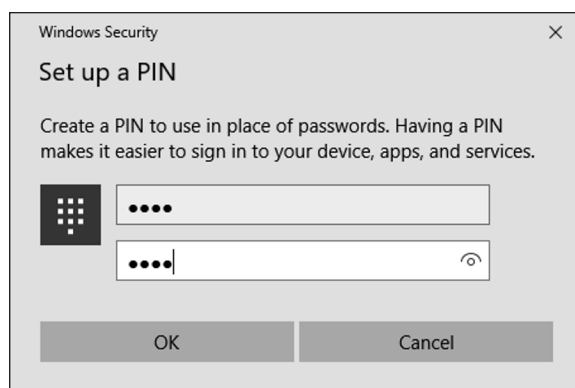 Windows Security
Set up a PIN
Create a PIN to use in place of passwords. Having a PIN
makes it easier to sign in to your device, apps, and services.
••••
••••
OK
Cancel